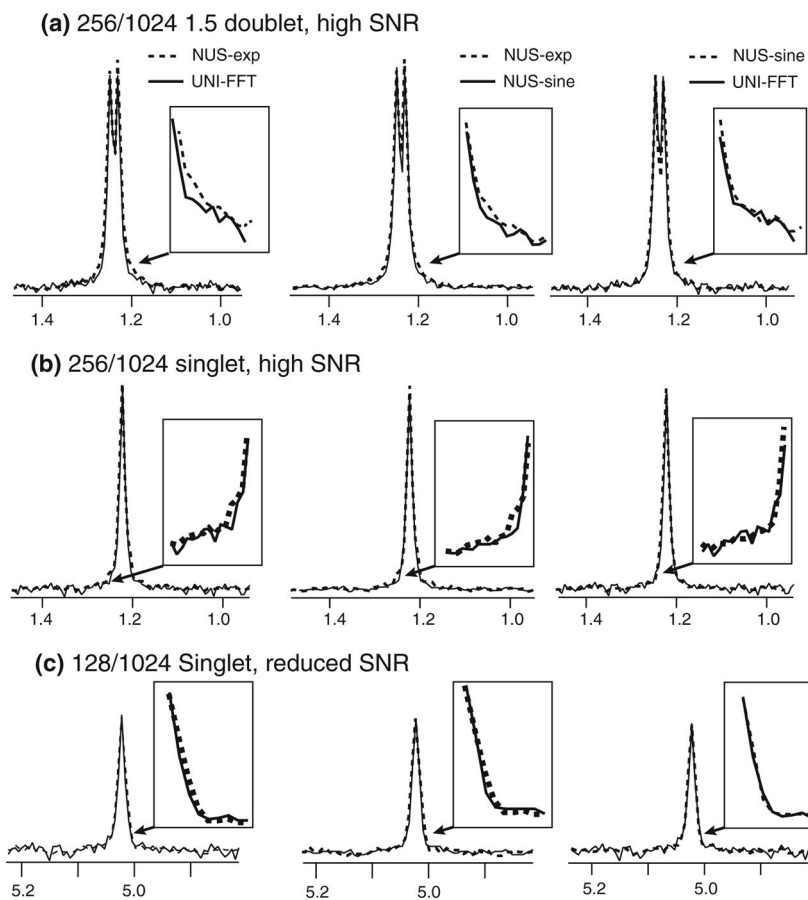 (a) 256/1024 1.5 doublet, high SNR
NUS-exp NUS-exp NUS-sine
UNI-FFT NUS-sine UNI-FFT
1.4 1.2 1.0 1.4 1.2 1.0 1.4 1.2 1.0
(b) 256/1024 singlet, high SNR
1.4 1.2 1.0 1.4 1.2 1.0 1.4 1.2 1.0
(c) 128/1024 Singlet, reduced SNR
5.2 5.0 5.2 5.0 5.2 5.0